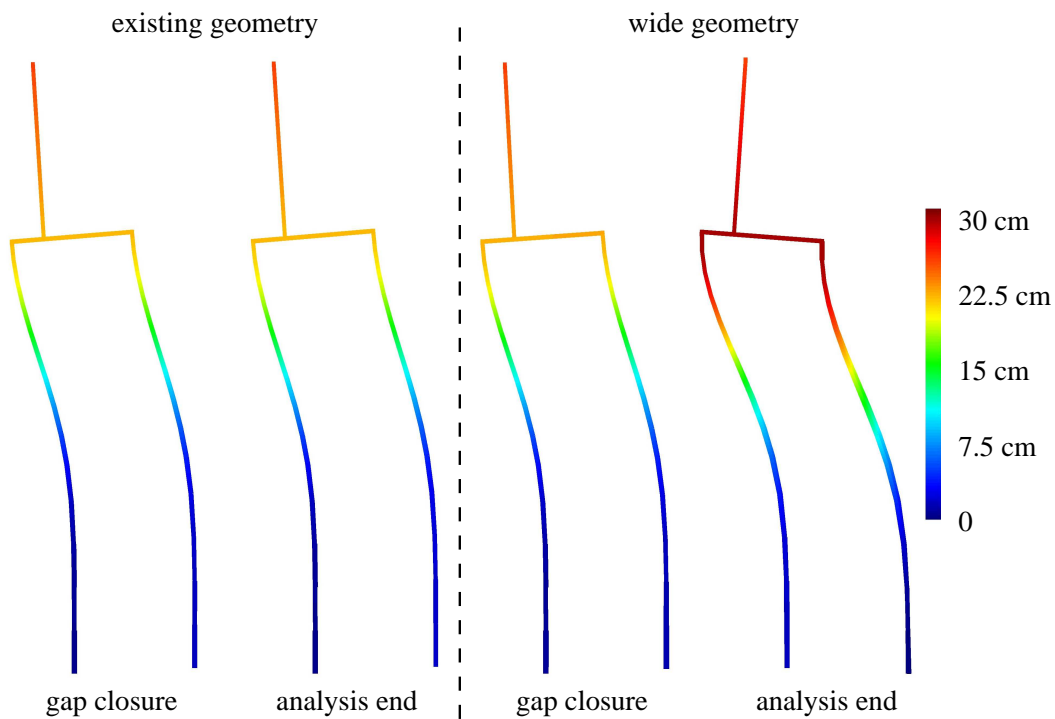 existing geometry
wide geometry
30 cm
22.5 cm
15 cm
7.5 cm
0
gap closure
analysis end
gap closure
analysis end